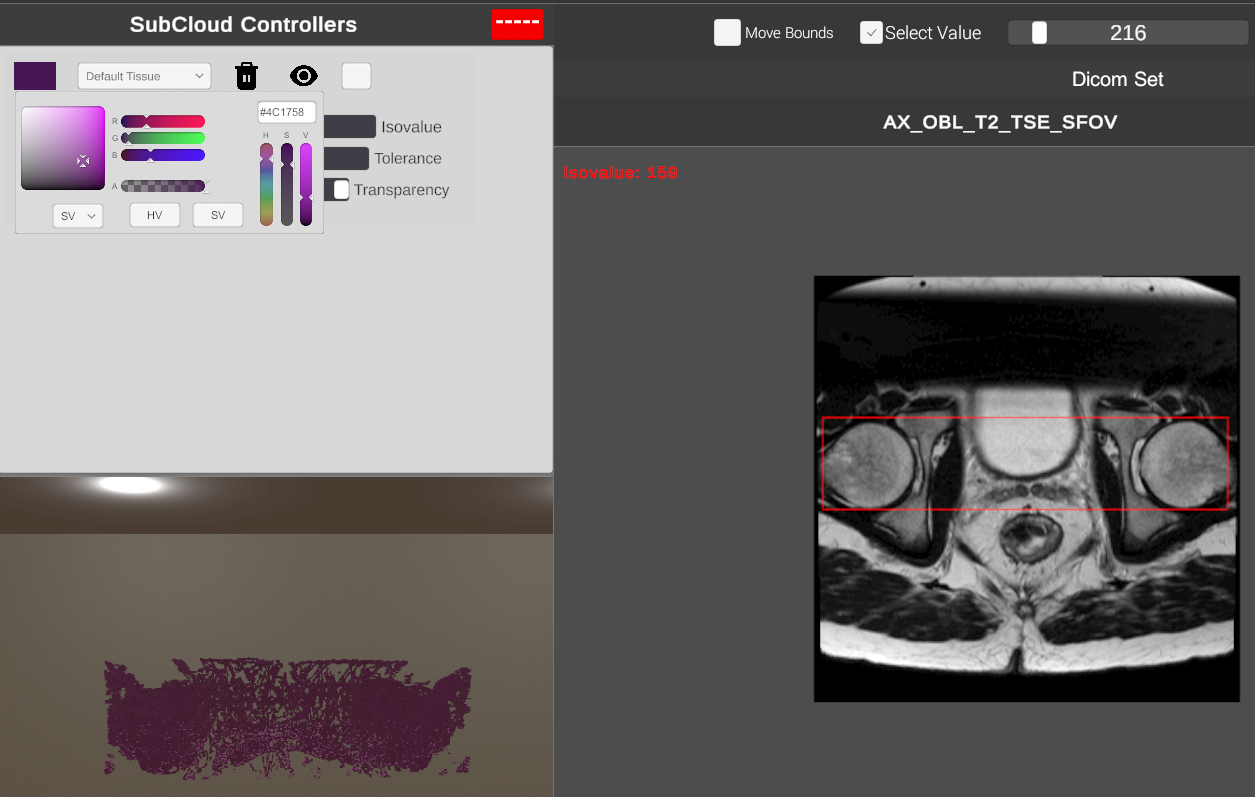 SubCloud Controllers
-----
Default Tissue
R
G
B
A
#4C1758
H S V
SV
HV
SV
Isovalue
Tolerance
Transparency
Move Bounds
Select Value
216
Dicom Set
AX_OBL_T2_TSE_SFOV
Isovalue: 159